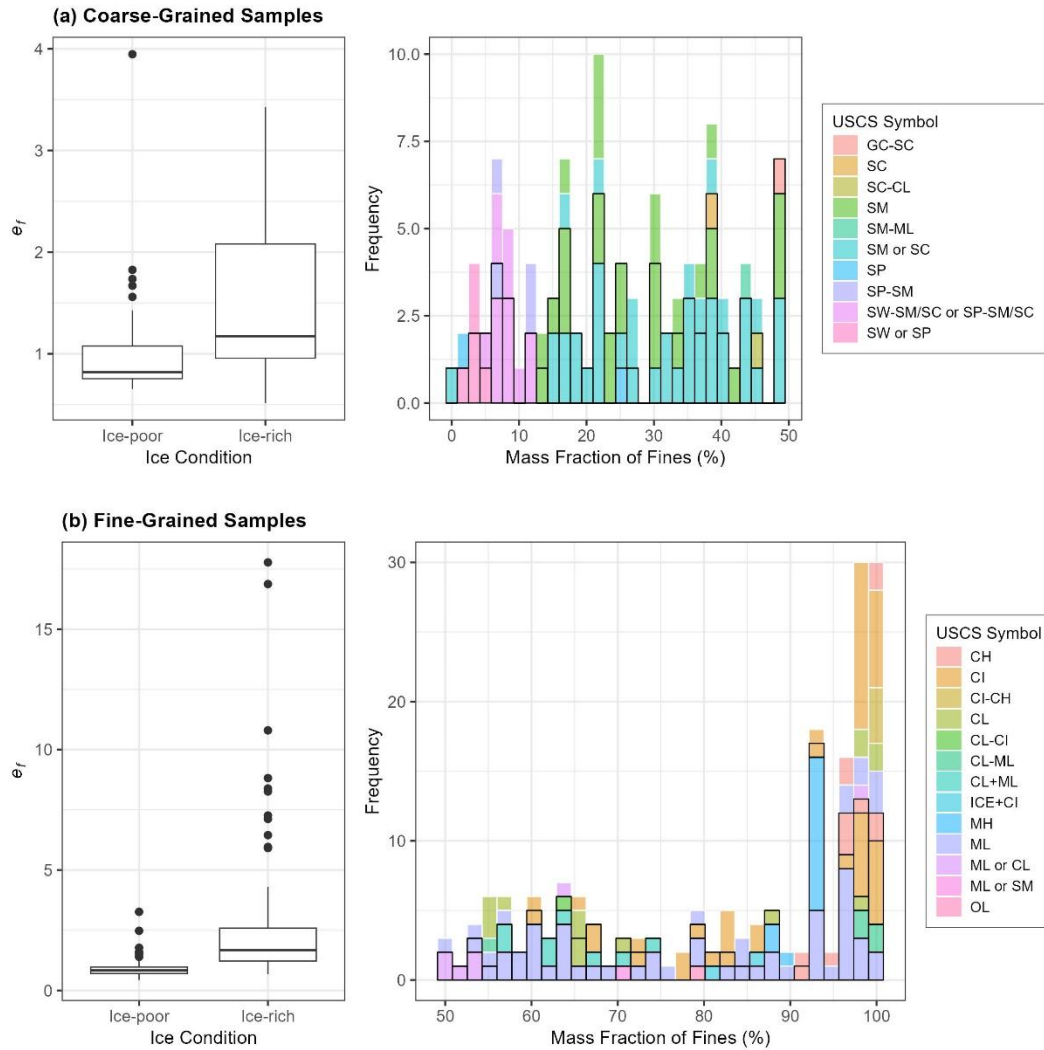 (a) Coarse-Grained Samples
4
3
2
1
e_f
Ice-poor
Ice-rich
Ice Condition
10.0
7.5
5.0
2.5
0.0
Frequency
0
10
20
30
40
50
Mass Fraction of Fines (%)
USCS Symbol
GC-SC
SC
SC-CL
SM
SM-ML
SM or SC
SP
SP-SM
SW-SM/SC or SP-SM/SC
SW or SP
(b) Fine-Grained Samples
15
10
5
0
e_f
Ice-poor
Ice-rich
Ice Condition
30
20
10
0
Frequency
50
60
70
80
90
100
Mass Fraction of Fines (%)
USCS Symbol
CH
CI
CI-CH
CL
CL-CI
CL-ML
CL+ML
ICE+CI
MH
ML
ML or CL
ML or SM
OL